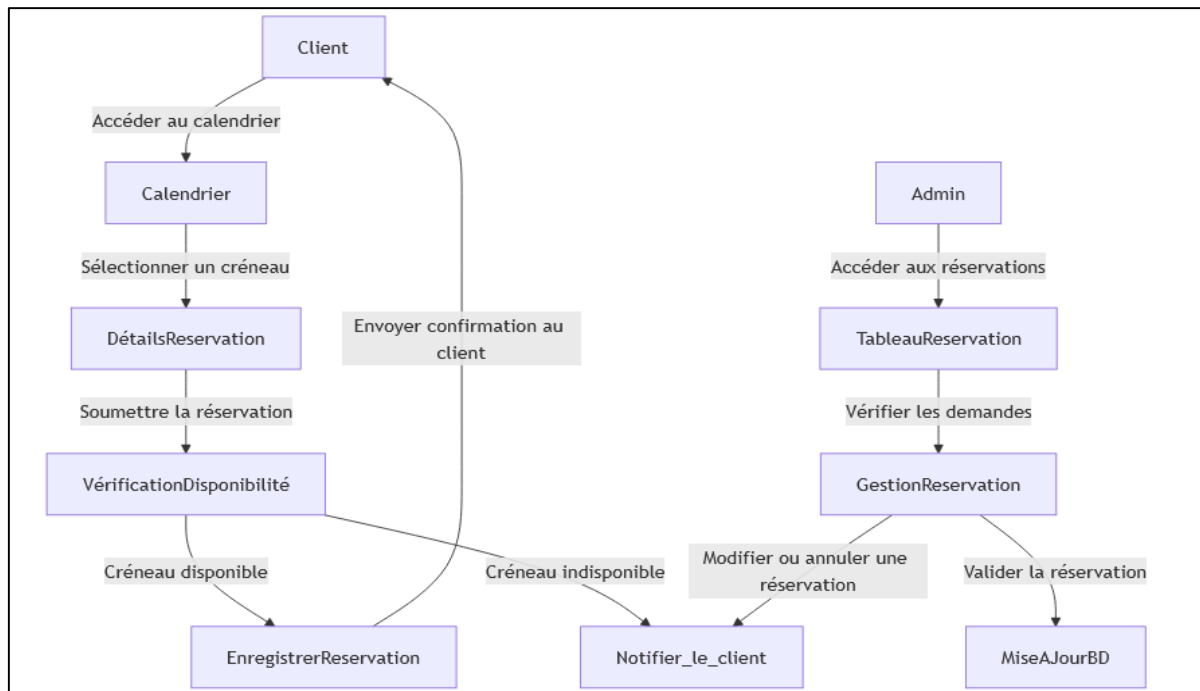 Client
Accéder au calendrier
Calendrier
Admin
Sélectionner un créneau
Accéder aux réservations
DétailsReservation
Envoyer confirmation au
client
TableauReservation
Soumettre la réservation
Vérifier les demandes
VérificationDisponibilité
GestionReservation
Créneau disponible
Créneau indisponible
Modifier ou annuler une
réservation
Valider la réservation
EnregistrerReservation
Notifier_le_client
MiseAJourBD